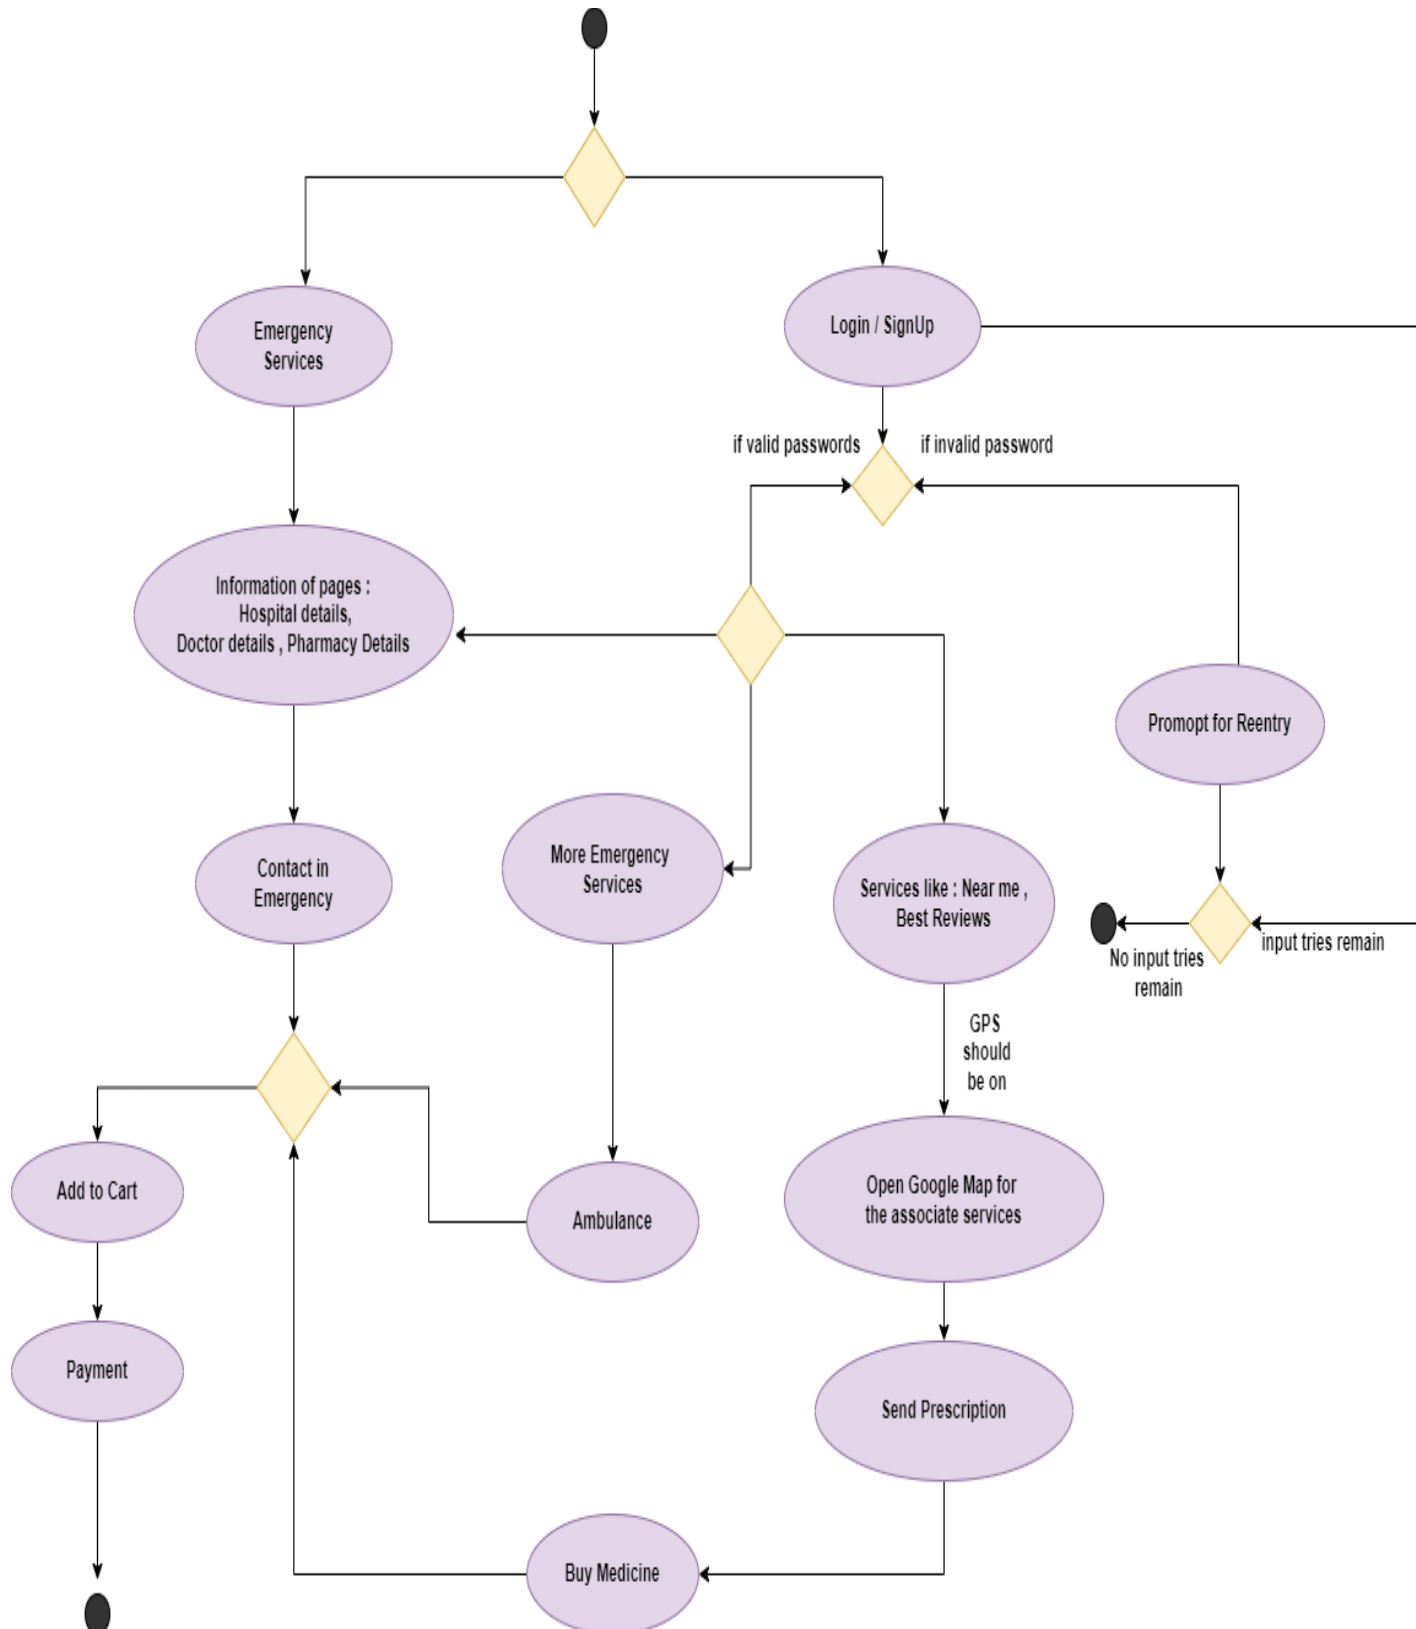 Emergency
Services
Login / SignUp
if valid passwords
if invalid password
Information of pages :
Hospital details,
Doctor details , Pharmacy Details
Promopt for Reentry
Contact in
Emergency
More Emergency
Services
Services like : Near me ,
Best Reviews
No input tries
remain
input tries remain
GPS
should
be on
Add to Cart
Ambulance
Open Google Map for
the associate services
Payment
Send Prescription
Buy Medicine